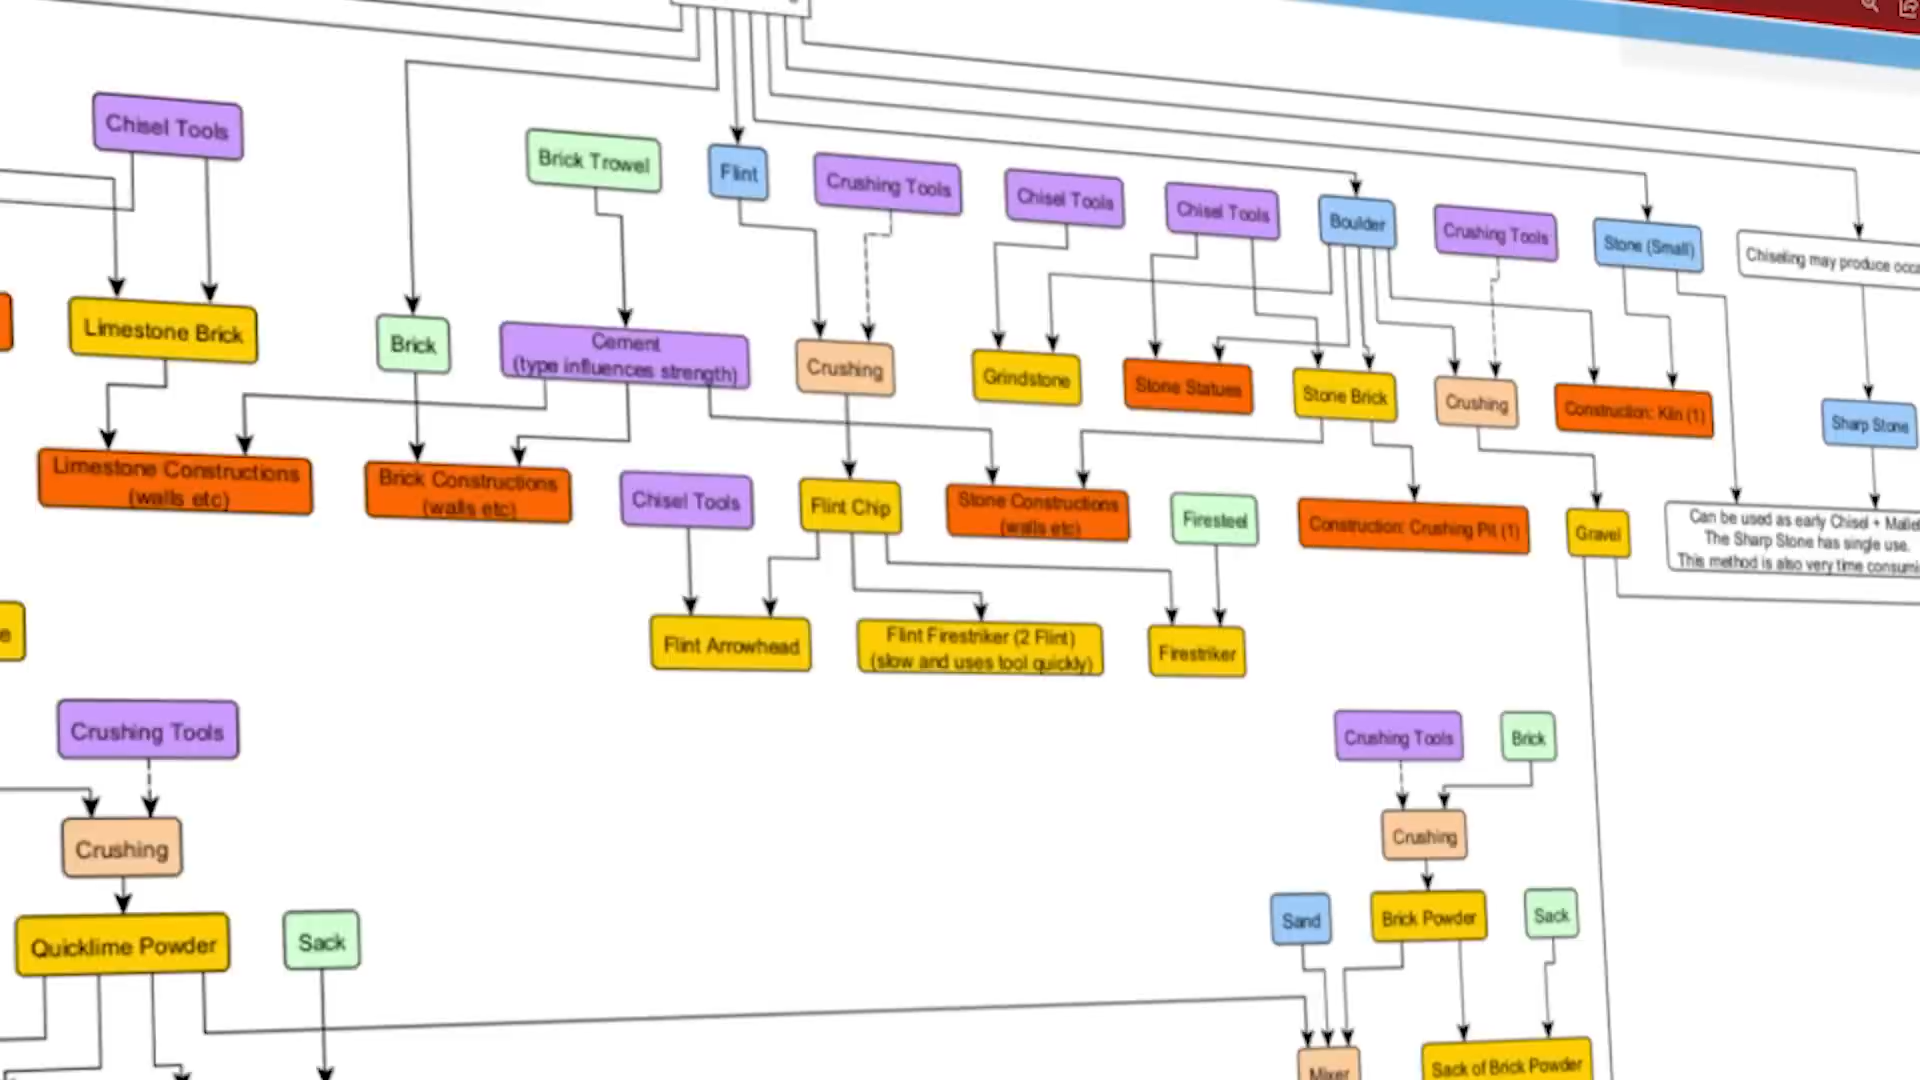 Chisel Tools
Brick Trowel
Flint
Crushing Tools
Chisel Tools
Chisel Tools
Boulder
Crushing Tools
Stone (Small)
Chiseling may produce occa
Limestone Brick
Brick
Cement
(type influences strength)
Crushing
Grindstone
Stone Statues
Stone Brick
Crushing
Construction: Kiln (1)
Sharp Stone
Limestone Constructions
(walls etc)
Brick Constructions
(walls etc)
Chisel Tools
Flint Chip
Stone Constructions
(walls etc)
Firesteel
Construction: Crushing Pit (1)
Gravel
Can be used as early Chisel + Mallet
The Sharp Stone has single use.
This method is also very time consumi
e
Flint Arrowhead
Flint Firestriker (2 Flint)
(slow and uses tool quickly)
Firestriker
Crushing Tools
Crushing Tools
Brick
Crushing
Crushing
Quicklime Powder
Sack
Sand
Brick Powder
Sack
Mixer
Sack of Brick Powder